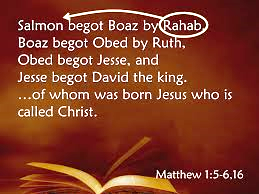 Salmon begot Boaz by Rahab
Boaz begot Obed by Ruth,
Obed begot Jesse, and
Jesse begot David the king.
…of whom was born Jesus who is
called Christ.
Matthew 1:5-6,16